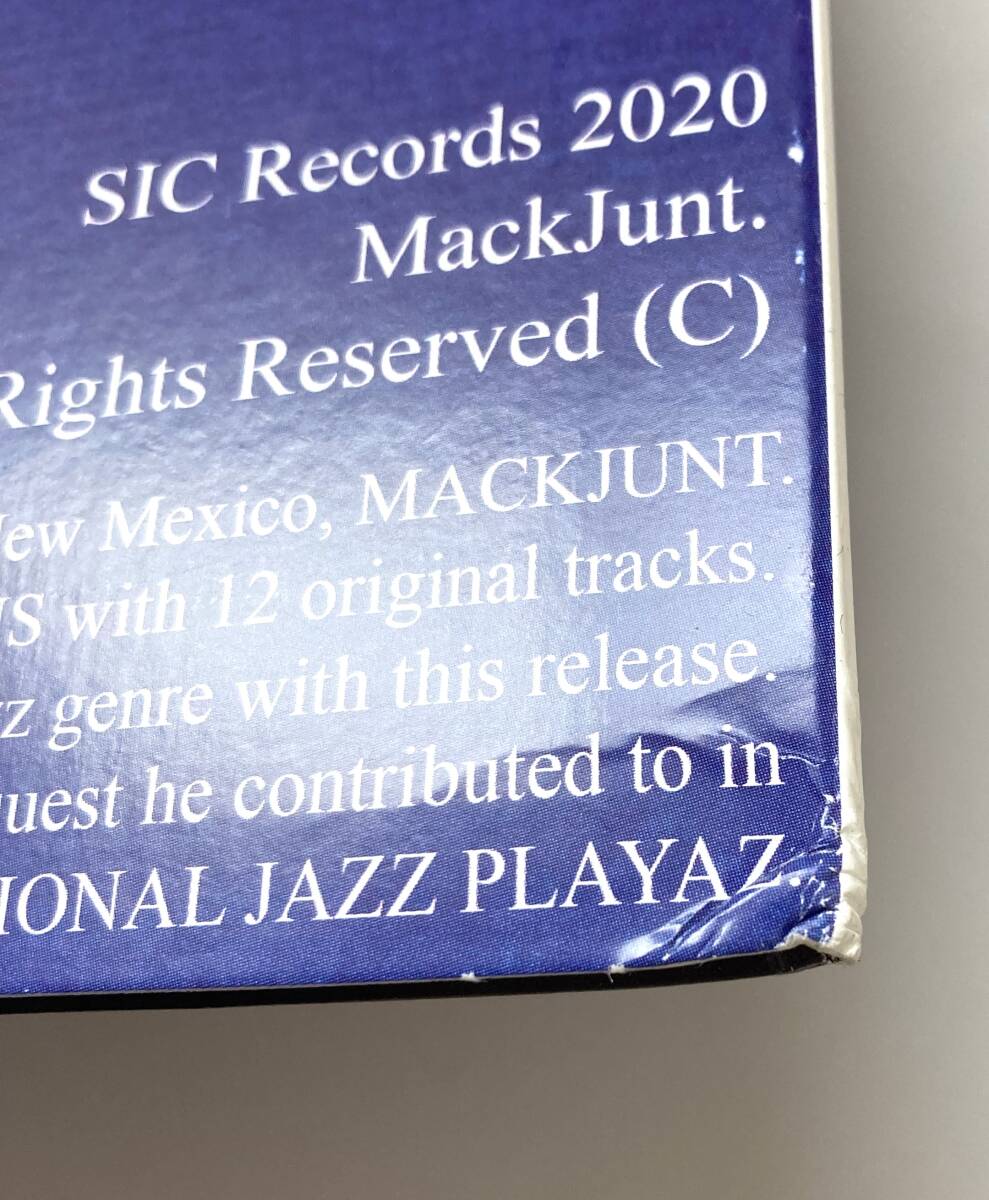 SIC Records 2020
MackJunt.
Rights Reserved (C)
New Mexico, MACKJUNT.
with 12 original tracks.
genre with this release.
he contributed to in
JAZZ PLAYAZ.